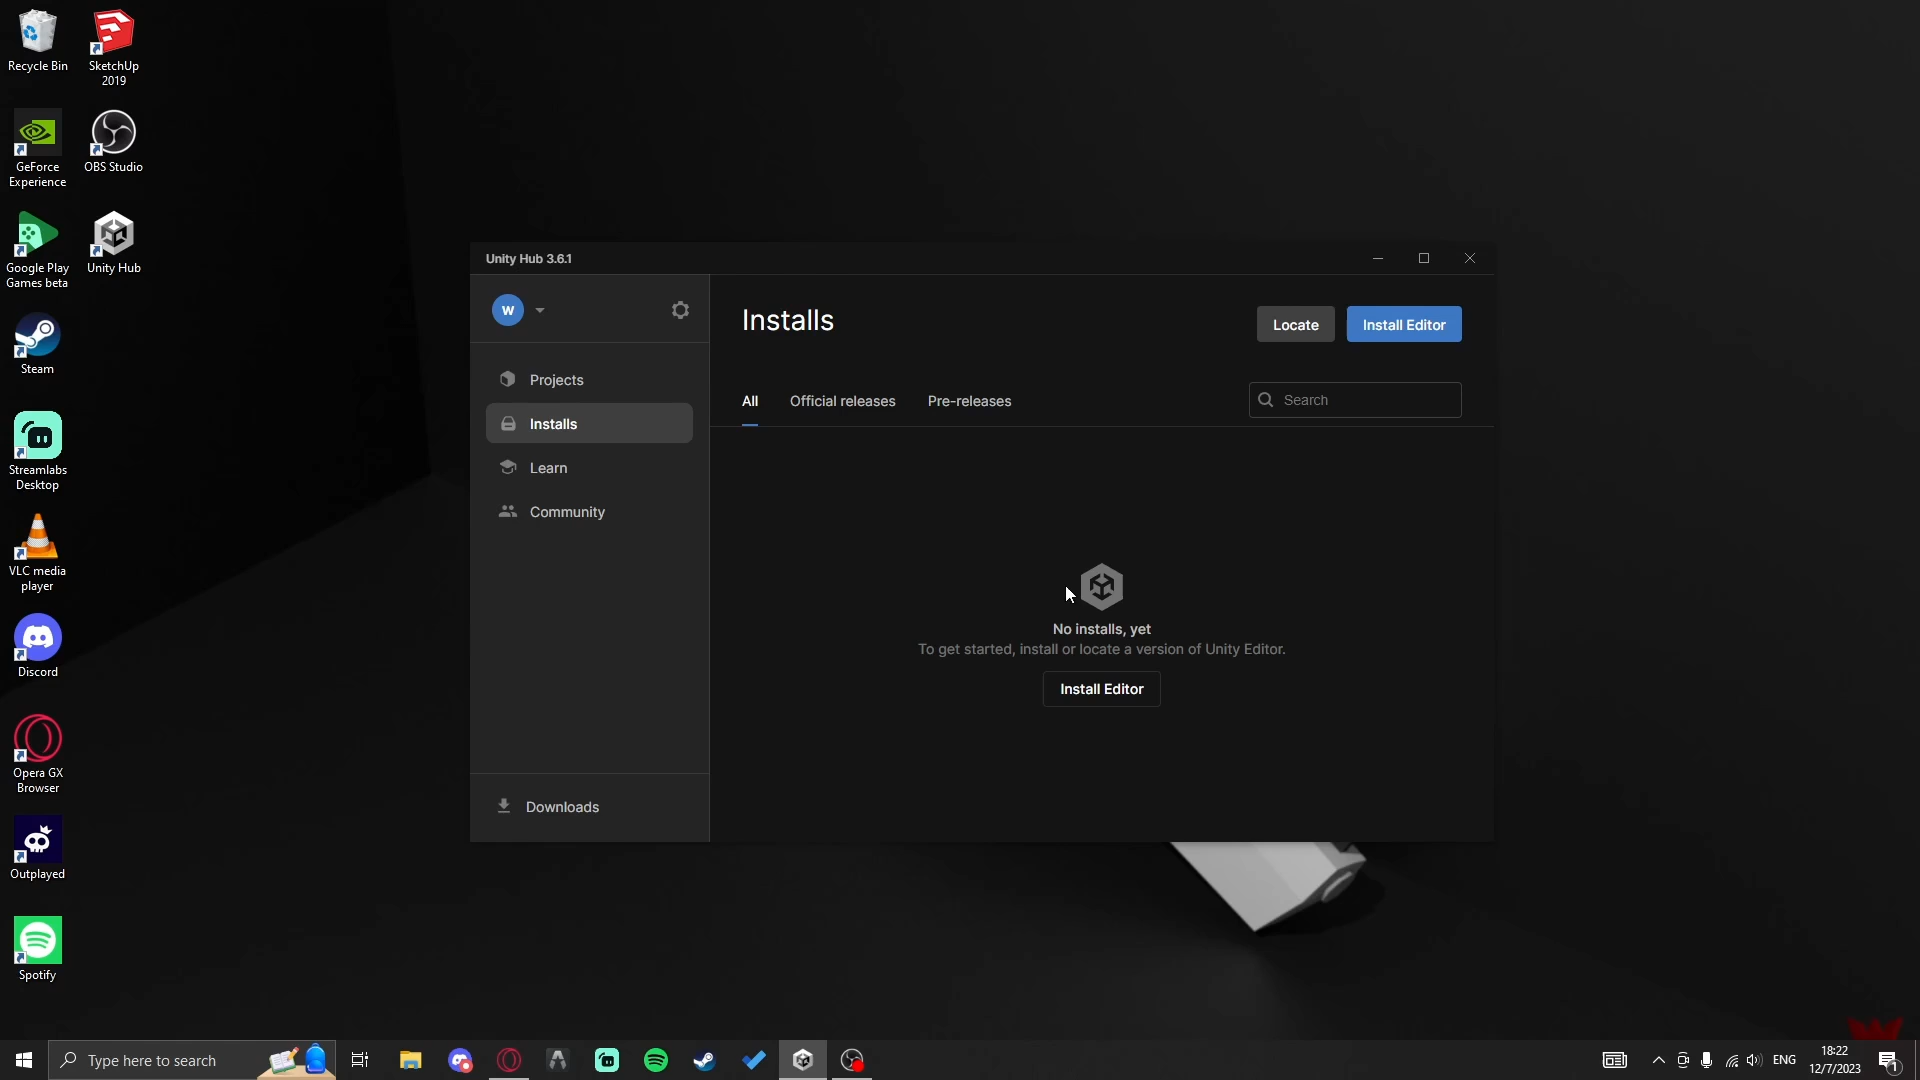 Recycle Bin
SketchUp
2019
GeForce
Experience
OBS Studio
Google Play
Games beta
Unity Hub
Steam
Streamlabs
Desktop
VLC media
player
Discord
Opera GX
Browser
Outplayed
Spotify
Unity Hub 3.6.1
W
Projects
Installs
Learn
Community
Downloads
Installs
Locate
Install Editor
All
Official releases
Pre-releases
Search
No installs, yet
To get started, install or locate a version of Unity Editor.
Install Editor
Type here to search
ENG
18:22
12/7/2023
1